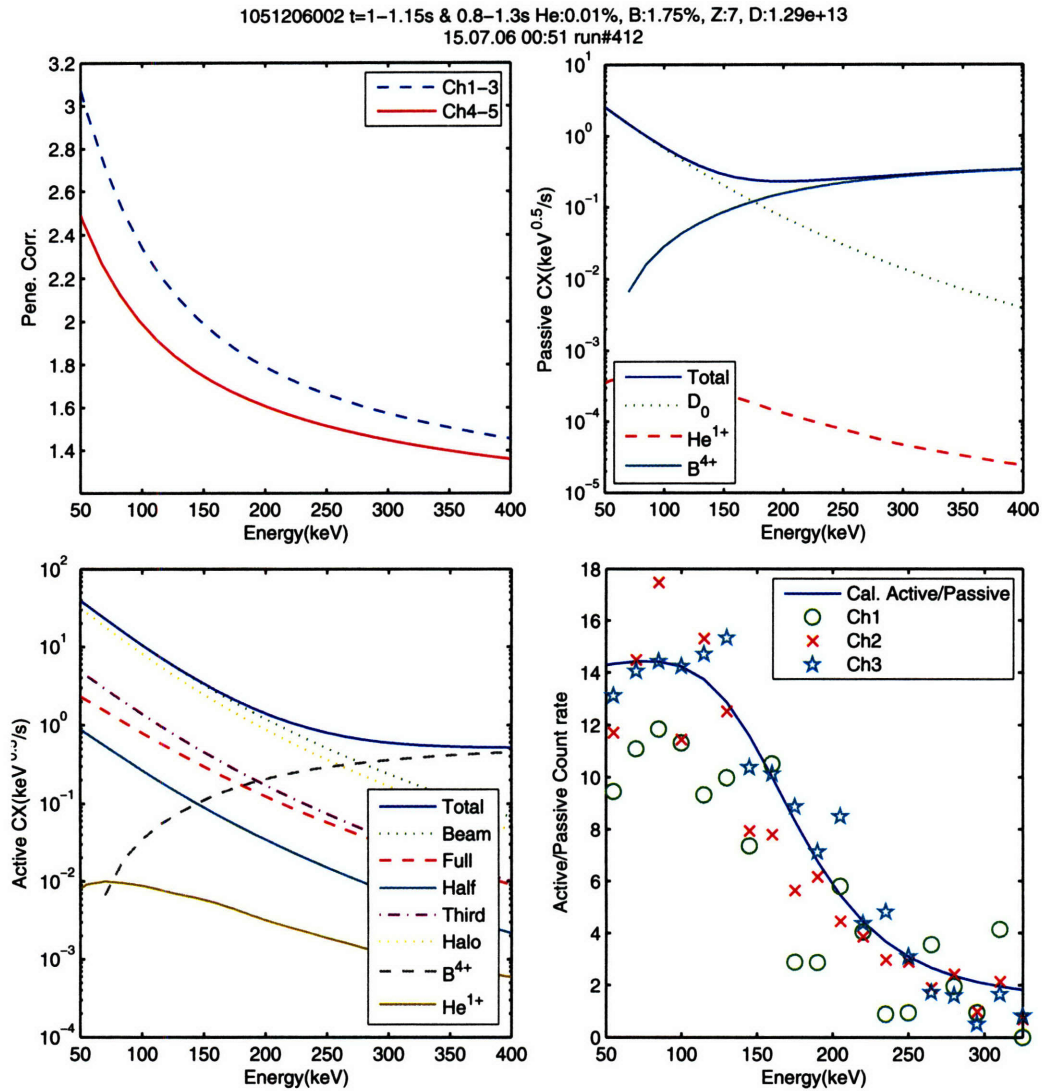 1051206002 t=1−1.15s & 0.8−1.3s He:0.01%, B:1.75%, Z:7, D:1.29e+13
15.07.06 00:51 run#412
3.2
3
2.8
2.6
2.4
2.2
2
1.8
1.6
1.4
Pene. Corr.
Ch1−3
Ch4−5
50 100 150 200 250 300 350 400
Energy(keV)
10^1
10^0
10^−1
10^−2
10^−3
10^−4
10^−5
Passive CX(keV^0.5/s)
Total
D_0
He^1+
B^4+
50 100 150 200 250 300 350 400
Energy(keV)
10^2
10^1
10^0
10^−1
10^−2
10^−3
10^−4
Active CX(keV^0.5/s)
Total
Beam
Full
Half
Third
Halo
B^4+
He^1+
50 100 150 200 250 300 350 400
Energy(keV)
18
16
14
12
10
8
6
4
2
0
Active/Passive Count rate
Cal. Active/Passive
Ch1
Ch2
Ch3
50 100 150 200 250 300
Energy(keV)